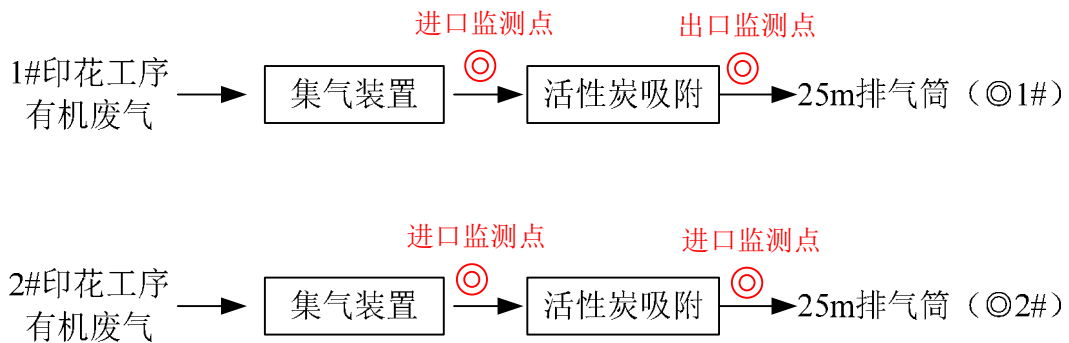 进口监测点
出口监测点
1#印花工序
有机废气
集气装置
活性炭吸附
25m排气筒（◎1#）
进口监测点
进口监测点
2#印花工序
有机废气
集气装置
活性炭吸附
25m排气筒（◎2#）